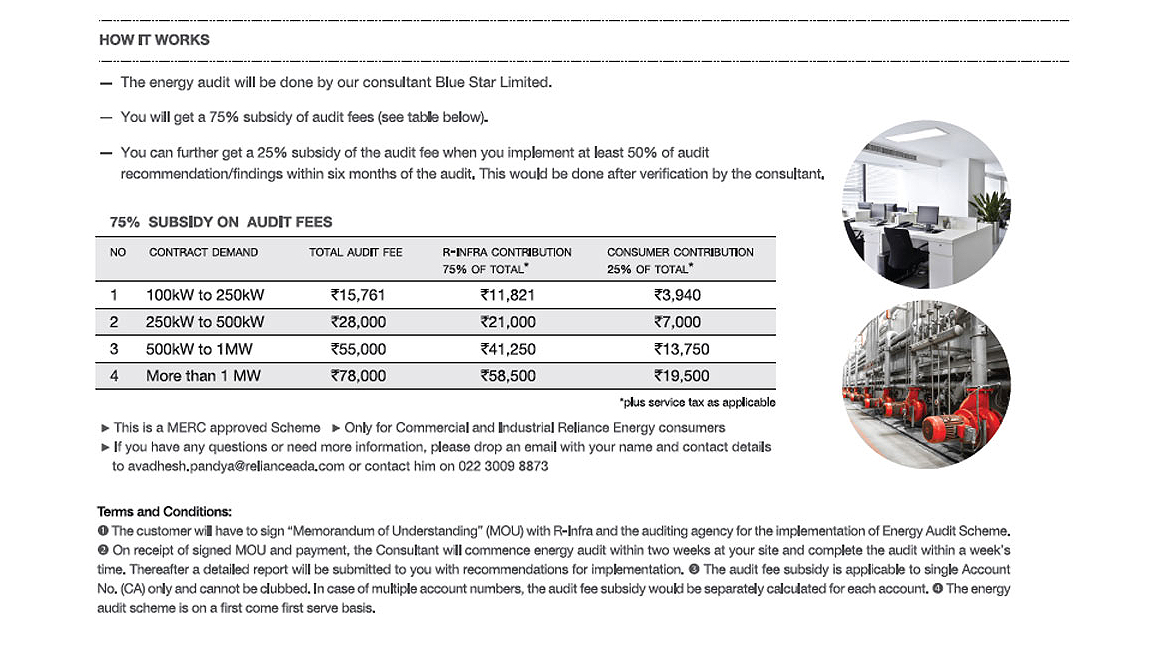 HOW IT WORKS
— The energy audit will be done by our consultant Blue Star Limited.
— You will get a 75% subsidy of audit fees (see table below).
— You can further get a 25% subsidy of the audit fee when you implement at least 50% of audit
recommendation/findings within six months of the audit. This would be done after verification by the consultant.
75% SUBSIDY ON AUDIT FEES
NO CONTRACT DEMAND TOTAL AUDIT FEE R-INFRA CONTRIBUTION CONSUMER CONTRIBUTION
75% OF TOTAL* 25% OF TOTAL*
1 100kW to 250kW ₹15,761 ₹11,821 ₹3,940
2 250kW to 500kW ₹28,000 ₹21,000 ₹7,000
3 500kW to 1MW ₹55,000 ₹41,250 ₹13,750
4 More than 1 MW ₹78,000 ₹58,500 ₹19,500
*plus service tax as applicable
► This is a MERC approved Scheme ► Only for Commercial and Industrial Reliance Energy consumers
► If you have any questions or need more information, please drop an email with your name and contact details
to avadhesh.pandya@relianceada.com or contact him on 022 3009 8873
Terms and Conditions:
❶ The customer will have to sign “Memorandum of Understanding” (MOU) with R-Infra and the auditing agency for the implementation of Energy Audit Scheme.
❷ On receipt of signed MOU and payment, the Consultant will commence energy audit within two weeks at your site and complete the audit within a week's
time. Thereafter a detailed report will be submitted to you with recommendations for implementation. ❸ The audit fee subsidy is applicable to single Account
No. (CA) only and cannot be clubbed. In case of multiple account numbers, the audit fee subsidy would be separately calculated for each account. ❹ The energy
audit scheme is on a first come first serve basis.